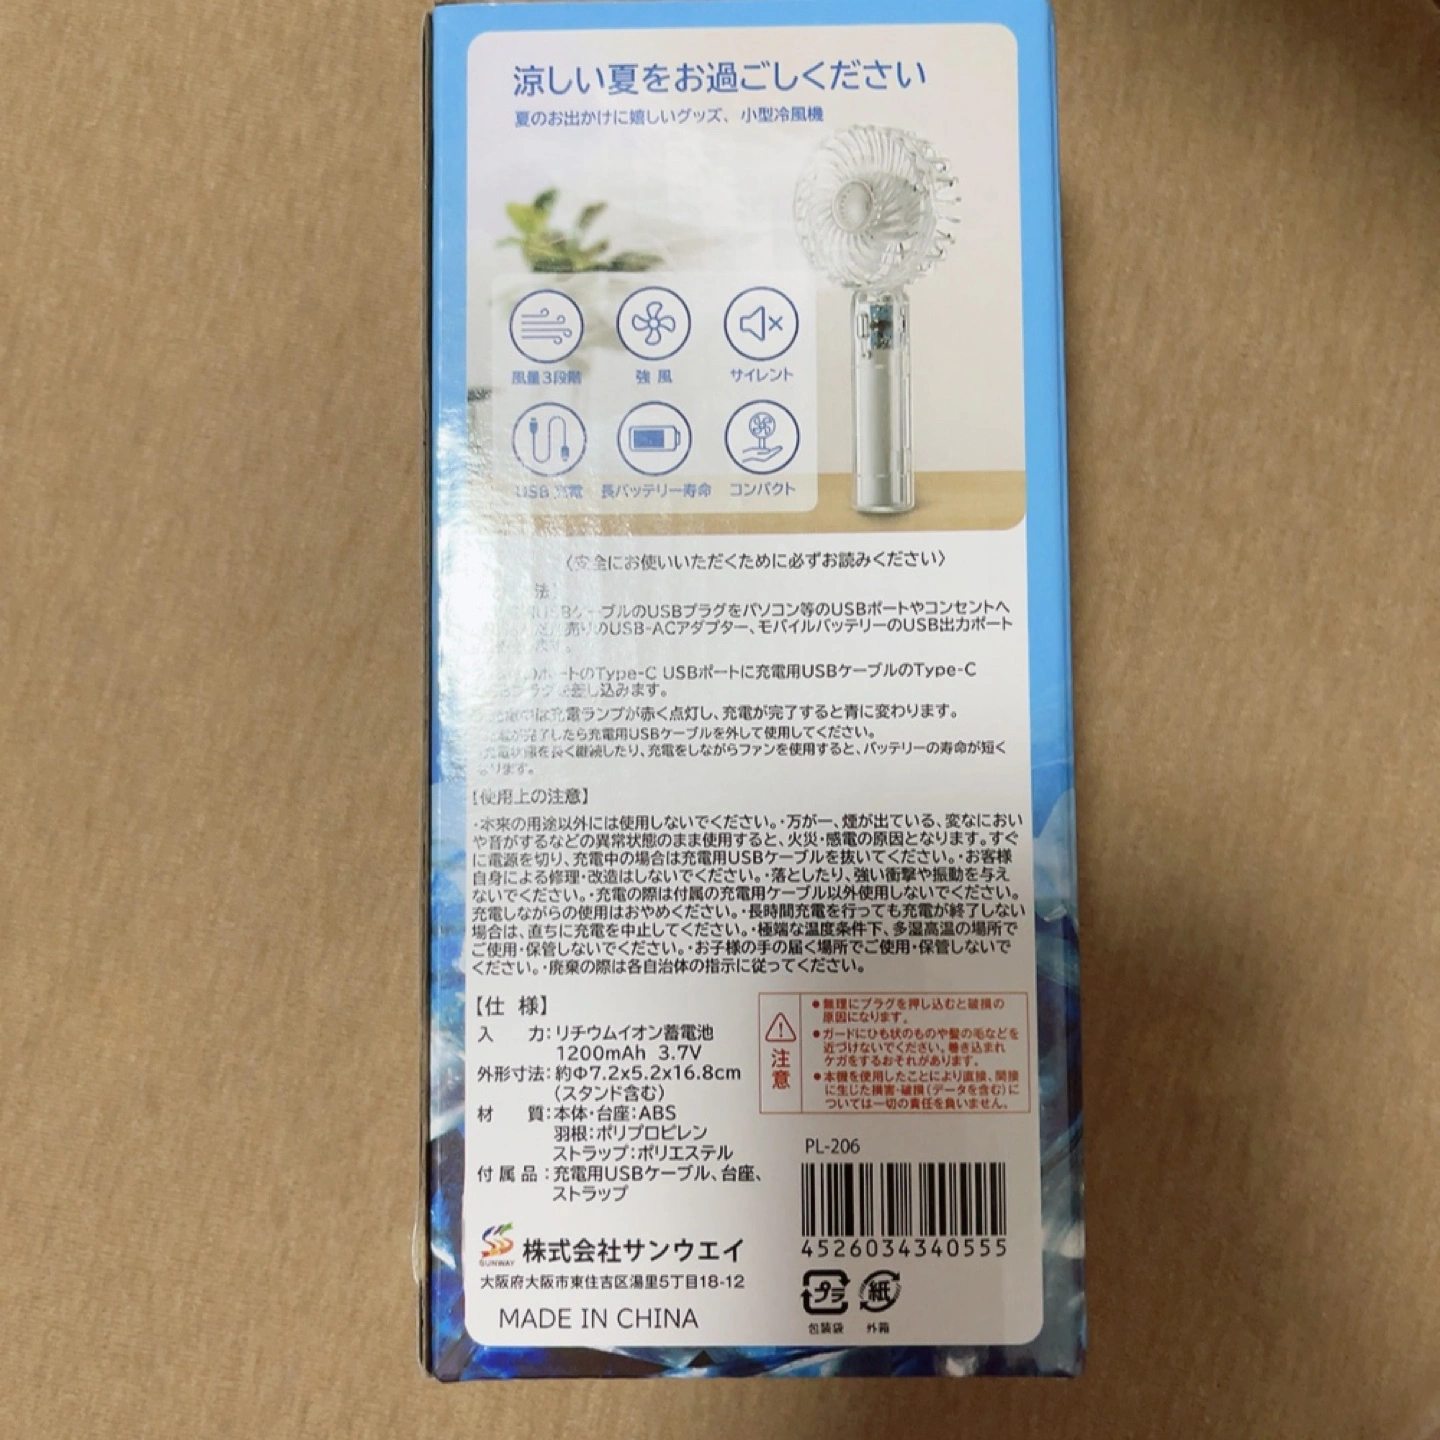 涼しい夏をお過ごしください
夏のお出かけに嬉しいグッズ、小型冷風機
風量3段階
強 風
サイレント
USB 充電
長バッテリー寿命
コンパクト
〈安全にお使いいただくために必ずお読みください〉
法】
USBケーブルのUSBプラグをパソコン等のUSBポートやコンセントへ
売りのUSB-ACアダプター、モバイルバッテリーのUSB出力ポート
ポートのType-C USBポートに充電用USBケーブルのType-C
USBプラグを差し込みます。
充電中は充電ランプが赤く点灯し、充電が完了すると青に変わります。
充電が完了したら充電用USBケーブルを外して使用してください。
充電状態を長く継続したり、充電をしながらファンを使用すると、バッテリーの寿命が短く
なります。
【使用上の注意】
・本来の用途以外には使用しないでください。・万が一、煙が出ている、変なにおい
や音がするなどの異常状態のまま使用すると、火災・感電の原因となります。すぐ
に電源を切り、充電中の場合は充電用USBケーブルを抜いてください。・お客様
自身による修理・改造はしないでください。・落としたり、強い衝撃や振動を与え
ないでください。・充電の際は付属の充電用ケーブル以外使用しないでください。
充電しながらの使用はおやめください。・長時間充電を行っても充電が終了しない
場合は、直ちに充電を中止してください。・極端な温度条件下、多湿高温の場所で
ご使用・保管しないでください。・お子様の手の届く場所でご使用・保管しないで
ください。・廃棄の際は各自治体の指示に従ってください。
【仕 様】
入 力：リチウムイオン蓄電池
1200mAh 3.7V
外形寸法：約Φ7.2x5.2x16.8cm
（スタンド含む）
材 質：本体・台座：ABS
羽根：ポリプロピレン
ストラップ：ポリエステル
付属品：充電用USBケーブル、台座、
ストラップ
注意
●無理にプラグを押し込むと破損の
原因になります。
●ガードにひも状のものや髪の毛などを
近づけないでください。巻き込まれ
ケガをするおそれがあります。
●本機を使用したことにより直接、間接
に生じた損害・破損（データを含む）に
ついては一切の責任を負いません。
PL-206
4526034340555
SUNWAY
株式会社サンウエイ
大阪府大阪市東住吉区湯里5丁目18-12
MADE IN CHINA
プラ
紙
包装袋
外箱